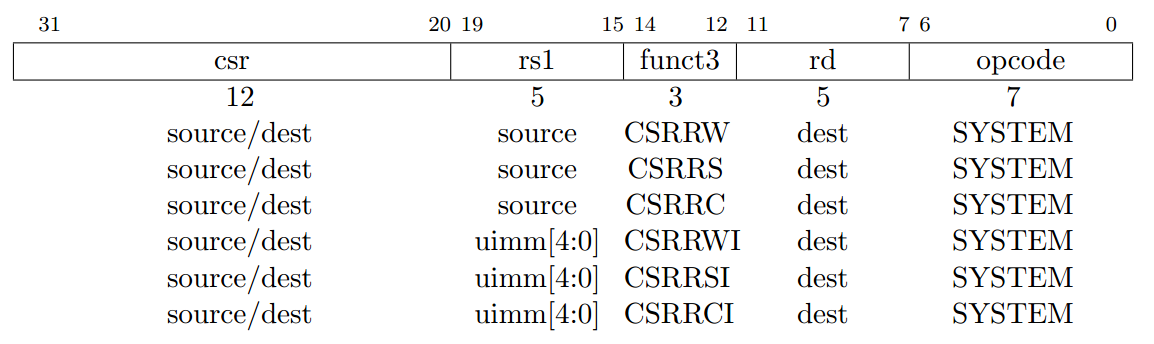 31 20 19 15 14 12 11 7 6 0
csr rs1 funct3 rd opcode
12 5 3 5 7
source/dest source CSRRW dest SYSTEM
source/dest source CSRRS dest SYSTEM
source/dest source CSRRC dest SYSTEM
source/dest uimm[4:0] CSRRWI dest SYSTEM
source/dest uimm[4:0] CSRRSI dest SYSTEM
source/dest uimm[4:0] CSRRCI dest SYSTEM